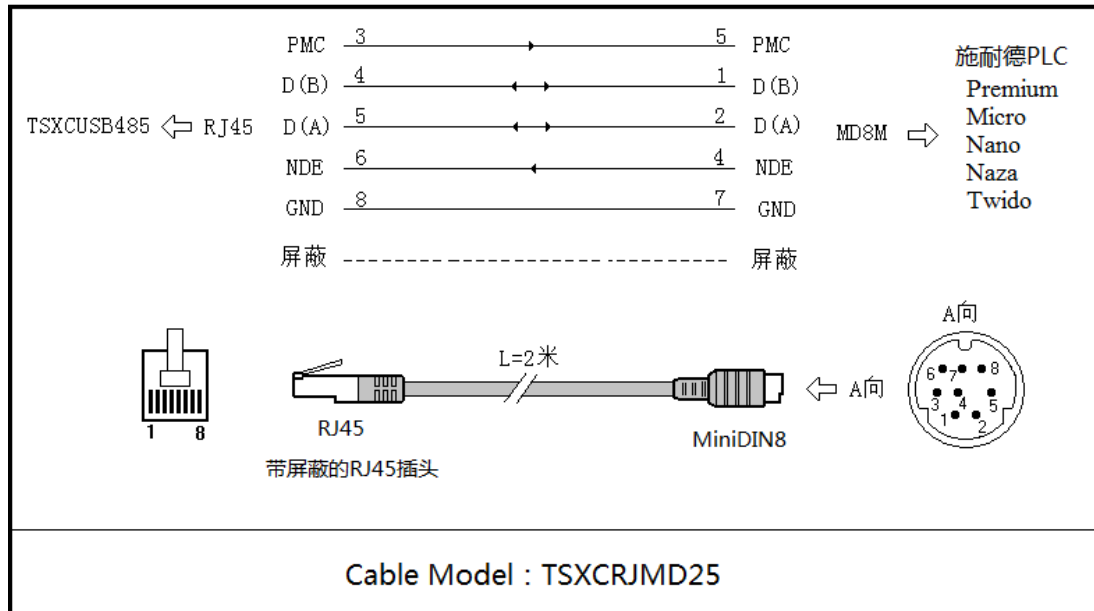 PMC 3 5 PMC
D(B) 4 1 D(B)
TSXCUSB485 RJ45 D(A) 5 2 D(A) MD8M
NDE 6 4 NDE
GND 8 7 GND
屏蔽 屏蔽
施耐德PLC
Premium
Micro
Nano
Naza
Twido
1 8
L=2米
RJ45
带屏蔽的RJ45插头
MiniDIN8
A向
A向
6 7 8
3 4 5
1 2
Cable Model：TSXCRJMD25